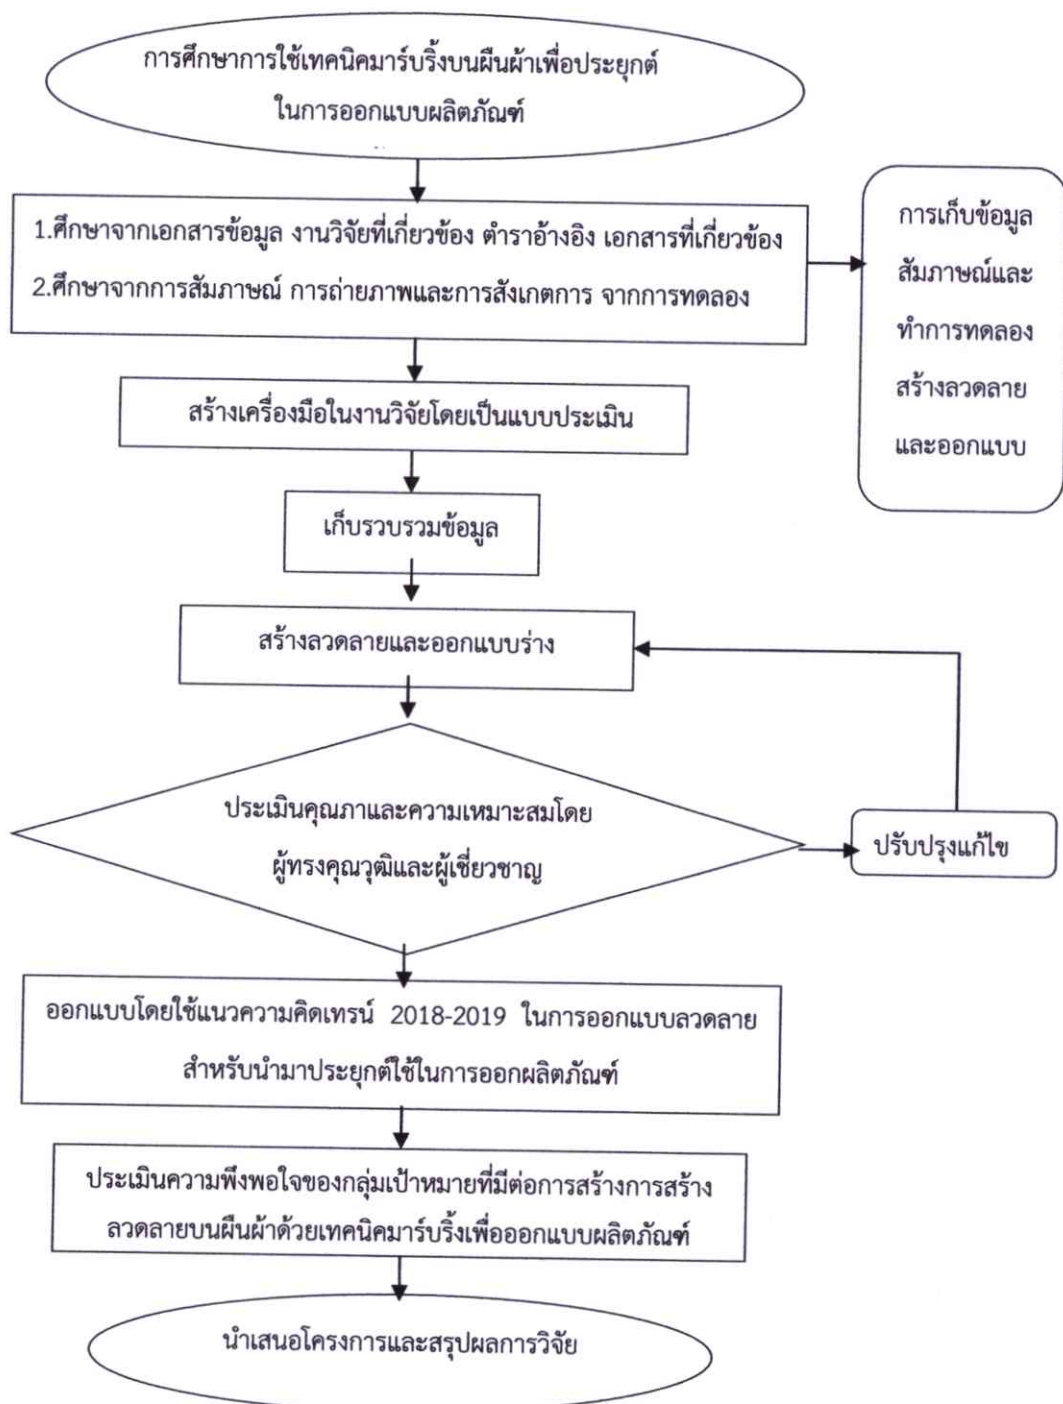 การศึกษาการใช้เทคนิคมาร์บริ้งบนผืนผ้าเพื่อประยุกต์
ในการออกแบบผลิตภัณฑ์
1.ศึกษาจากเอกสารข้อมูล งานวิจัยที่เกี่ยวข้อง ตำราอ้างอิง เอกสารที่เกี่ยวข้อง
2.ศึกษาจากการสัมภาษณ์ การถ่ายภาพและการสังเกตการ จากการทดลอง
การเก็บข้อมูล
สัมภาษณ์และ
ทำการทดลอง
สร้างลวดลาย
และออกแบบ
สร้างเครื่องมือในงานวิจัยโดยเป็นแบบประเมิน
เก็บรวบรวมข้อมูล
สร้างลวดลายและออกแบบร่าง
ประเมินคุณภาและความเหมาะสมโดย
ผู้ทรงคุณวุฒิและผู้เชี่ยวชาญ
ปรับปรุงแก้ไข
ออกแบบโดยใช้แนวความคิดเทรน์ 2018-2019 ในการออกแบบลวดลาย
สำหรับนำมาประยุกต์ใช้ในการออกผลิตภัณฑ์
ประเมินความพึงพอใจของกลุ่มเป้าหมายที่มีต่อการสร้างการสร้าง
ลวดลายบนผืนผ้าด้วยเทคนิคมาร์บริ้งเพื่อออกแบบผลิตภัณฑ์
นำเสนอโครงการและสรุปผลการวิจัย